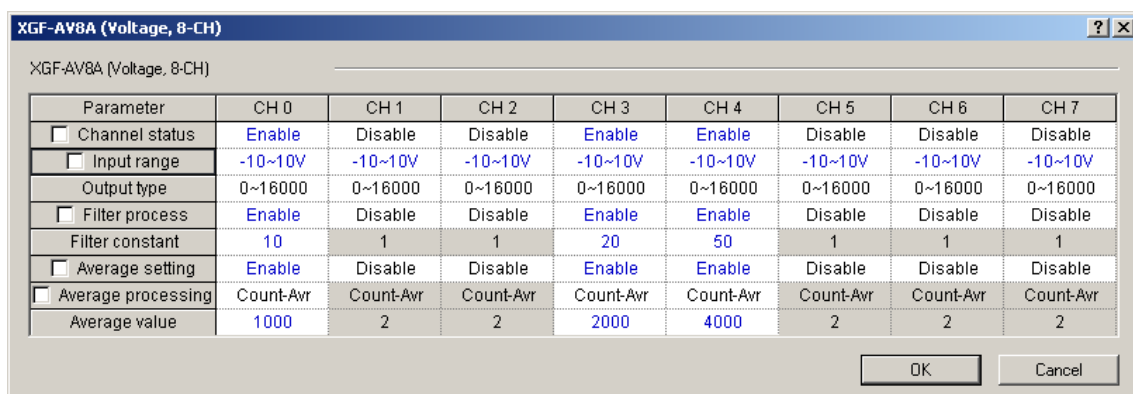 XGF-AV8A (Voltage, 8-CH)
XGF-AV8A (Voltage, 8-CH)
Parameter CH 0 CH 1 CH 2 CH 3 CH 4 CH 5 CH 6 CH 7
Channel status Enable Disable Disable Enable Enable Disable Disable Disable
Input range -10~10V -10~10V -10~10V -10~10V -10~10V -10~10V -10~10V -10~10V
Output type 0~16000 0~16000 0~16000 0~16000 0~16000 0~16000 0~16000 0~16000
Filter process Enable Disable Disable Enable Enable Disable Disable Disable
Filter constant 10 1 1 20 50 1 1 1
Average setting Enable Disable Disable Enable Enable Disable Disable Disable
Average processing Count-Avr Count-Avr Count-Avr Count-Avr Count-Avr Count-Avr Count-Avr Count-Avr
Average value 1000 2 2 2000 4000 2 2 2
OK Cancel